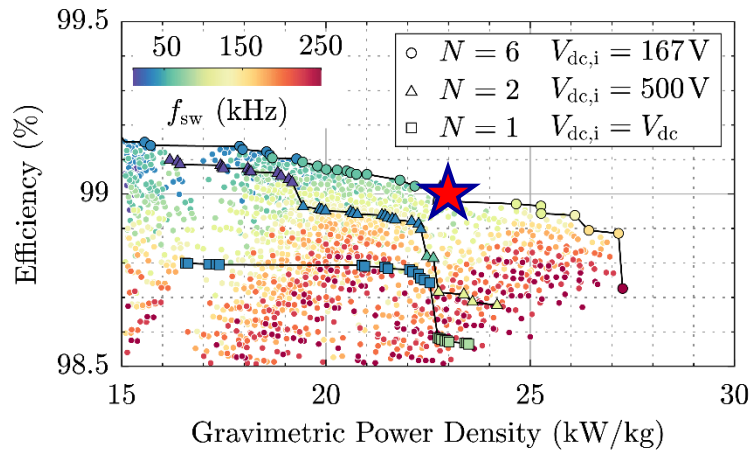 99.5
50 150 250
f_sw (kHz)
N = 6 V_dc,i = 167 V
N = 2 V_dc,i = 500 V
N = 1 V_dc,i = V_dc
Efficiency (%)
99
98.5
15 20 25 30
Gravimetric Power Density (kW/kg)